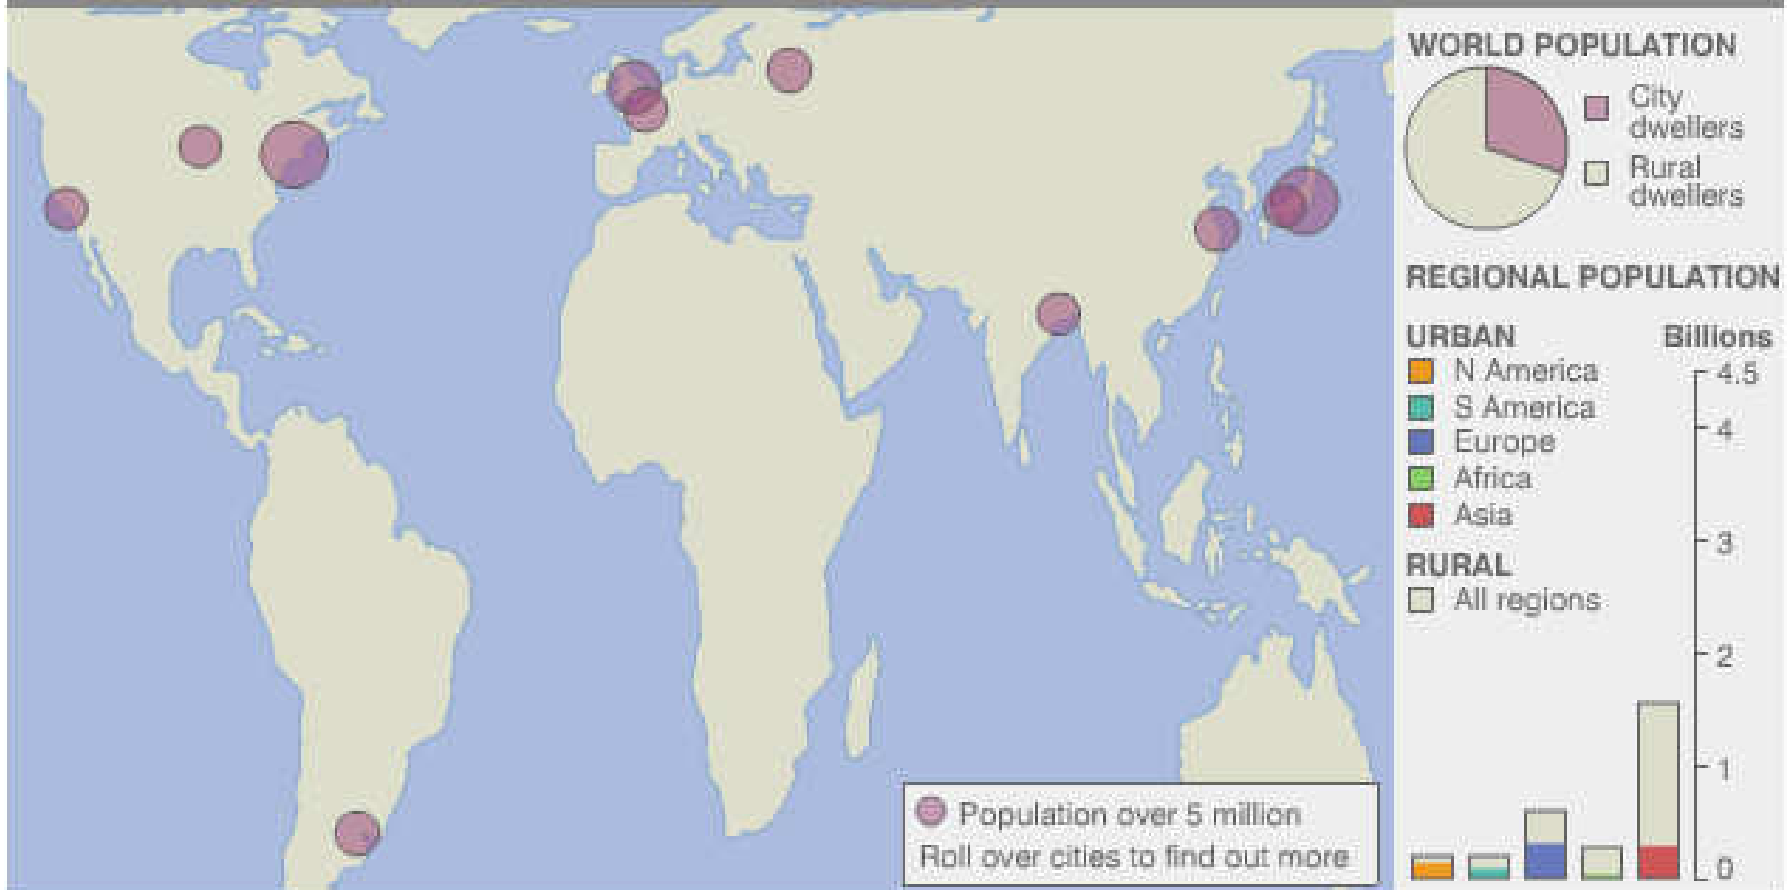 WORLD POPULATION
City
dwellers
Rural
dwellers
REGIONAL POPULATION
URBAN
Billions
N America
S America
Europe
Africa
Asia
RURAL
All regions
4.5
4
3
2
1
0
Population over 5 million
Roll over cities to find out more